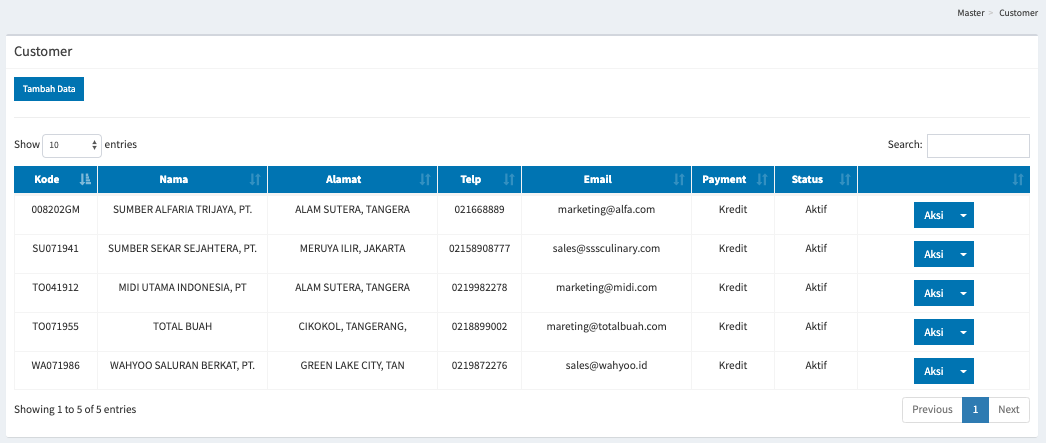 Master > Customer
Customer
Tambah Data
Show 10 entries Search:
Kode Nama Alamat Telp Email Payment Status
008202GM SUMBER ALFARIA TRIJAYA, PT. ALAM SUTERA, TANGERA 021668889 marketing@alfa.com Kredit Aktif Aksi
SU071941 SUMBER SEKAR SEJAHTERA, PT. MERUYA ILIR, JAKARTA 02158908777 sales@sssculinary.com Kredit Aktif Aksi
TO041912 MIDI UTAMA INDONESIA, PT ALAM SUTERA, TANGERA 0219982278 marketing@midi.com Kredit Aktif Aksi
TO071955 TOTAL BUAH CIKOKOL, TANGERANG, 0218899002 mareting@totalbuah.com Kredit Aktif Aksi
WA071986 WAHYOO SALURAN BERKAT, PT. GREEN LAKE CITY, TAN 0219872276 sales@wahyoo.id Kredit Aktif Aksi
Showing 1 to 5 of 5 entries Previous 1 Next